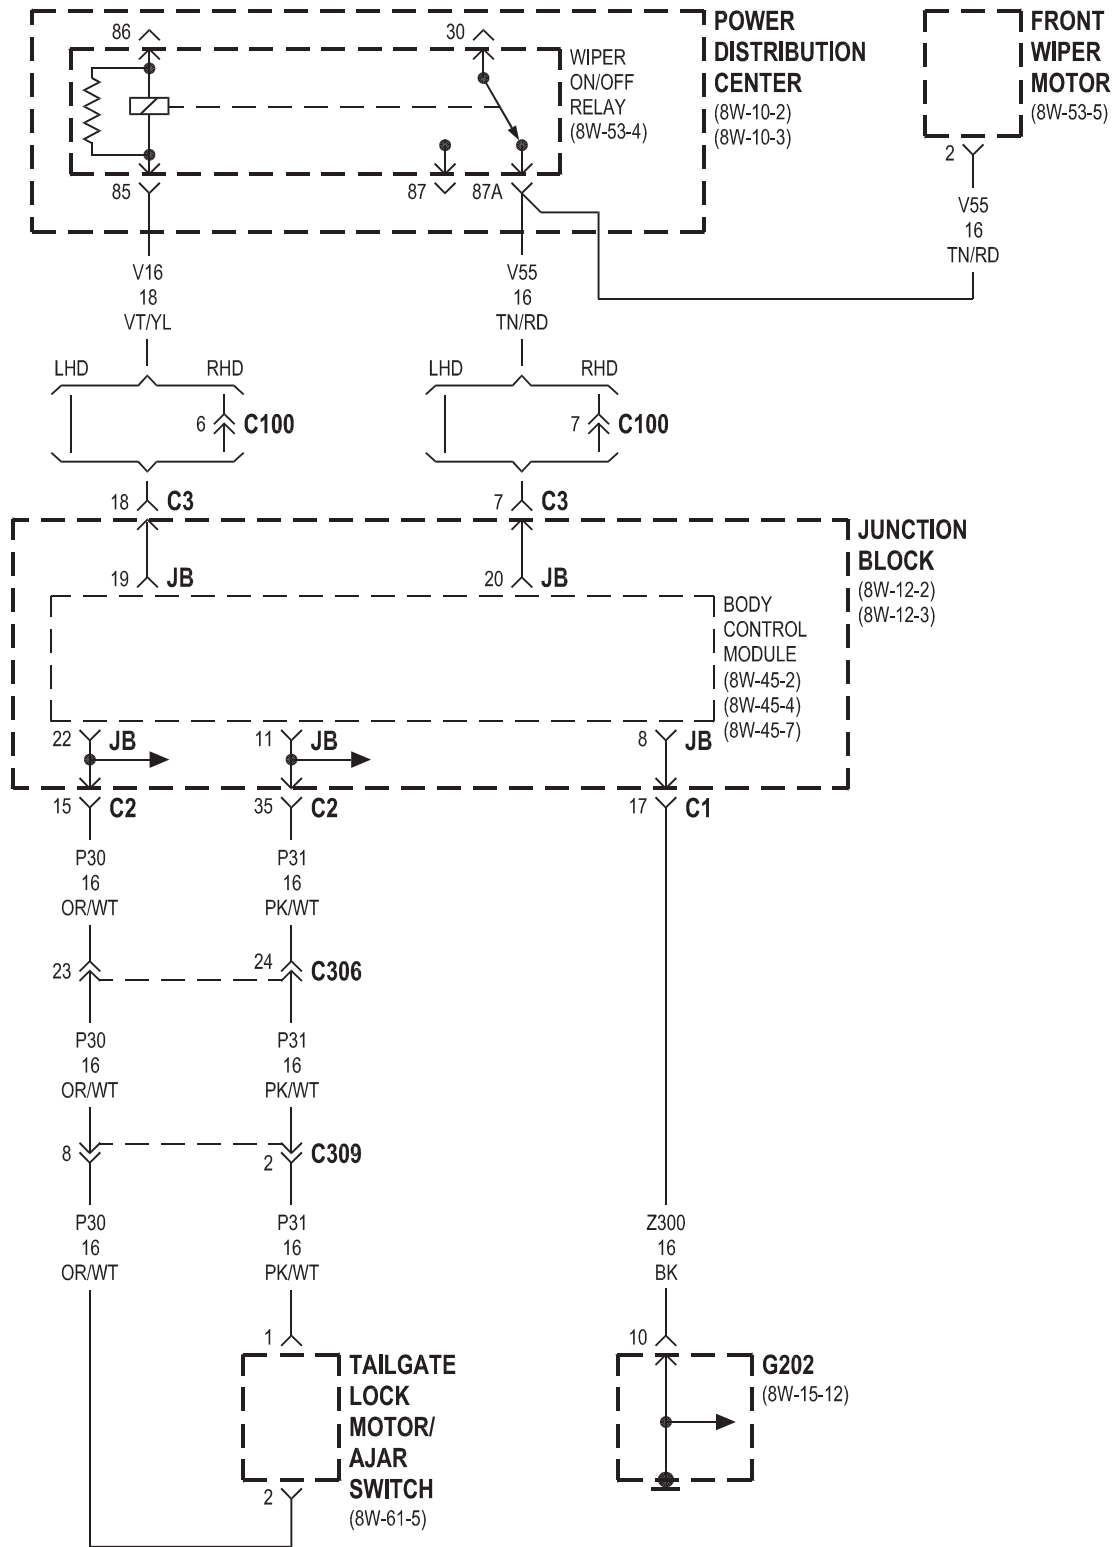 86
30
WIPER
ON/OFF
RELAY
(8W-53-4)
85
87
87A
POWER
DISTRIBUTION
CENTER
(8W-10-2)
(8W-10-3)
FRONT
WIPER
MOTOR
(8W-53-5)
2
V55
16
TN/RD
V16
18
VT/YL
V55
16
TN/RD
LHD
RHD
6
C100
LHD
RHD
7
C100
18
C3
7
C3
JUNCTION
BLOCK
(8W-12-2)
(8W-12-3)
19
JB
20
JB
BODY
CONTROL
MODULE
(8W-45-2)
(8W-45-4)
(8W-45-7)
22
JB
11
JB
8
JB
15
C2
35
C2
17
C1
P30
16
OR/WT
P31
16
PK/WT
23
24
C306
P30
16
OR/WT
P31
16
PK/WT
8
2
C309
P30
16
OR/WT
P31
16
PK/WT
Z300
16
BK
1
TAILGATE
LOCK
MOTOR/
AJAR
SWITCH
(8W-61-5)
2
10
G202
(8W-15-12)